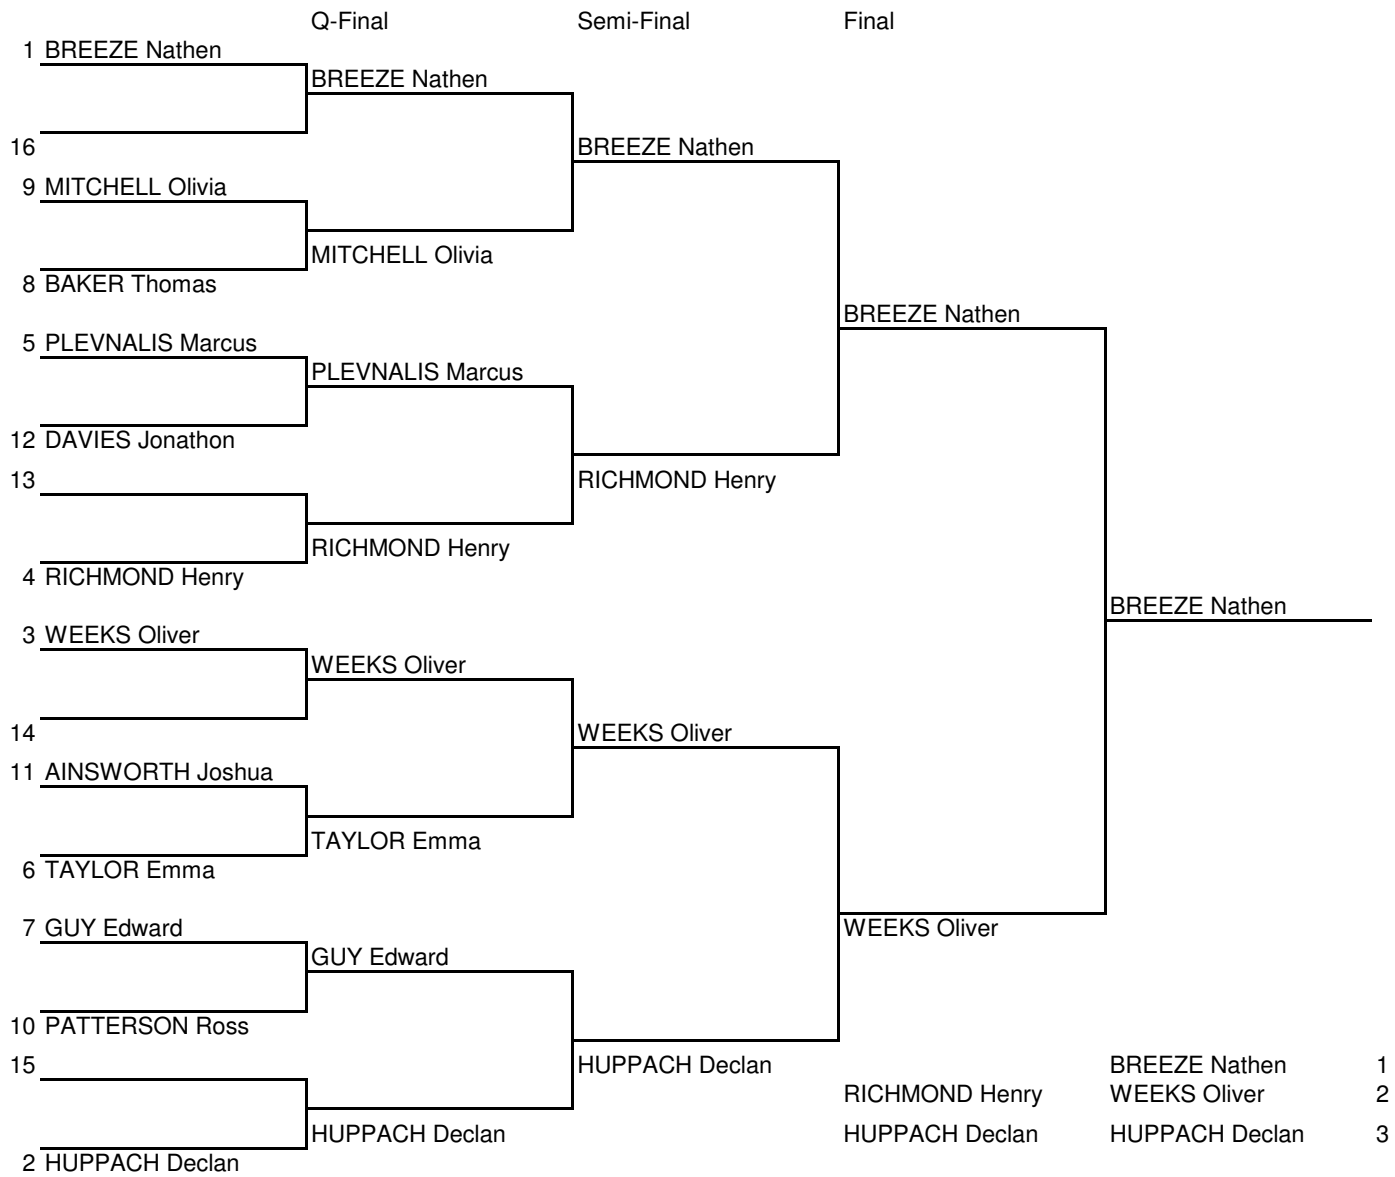 Q-Final Semi-Final Final
1 BREEZE Nathen
BREEZE Nathen
16
BREEZE Nathen
9 MITCHELL Olivia
MITCHELL Olivia
8 BAKER Thomas
BREEZE Nathen
5 PLEVNALIS Marcus
PLEVNALIS Marcus
12 DAVIES Jonathon
13
RICHMOND Henry
RICHMOND Henry
4 RICHMOND Henry
BREEZE Nathen
3 WEEKS Oliver
WEEKS Oliver
14
WEEKS Oliver
11 AINSWORTH Joshua
TAYLOR Emma
6 TAYLOR Emma
7 GUY Edward
WEEKS Oliver
GUY Edward
10 PATTERSON Ross
15
HUPPACH Declan
BREEZE Nathen 1
RICHMOND Henry WEEKS Oliver 2
HUPPACH Declan
HUPPACH Declan HUPPACH Declan 3
2 HUPPACH Declan